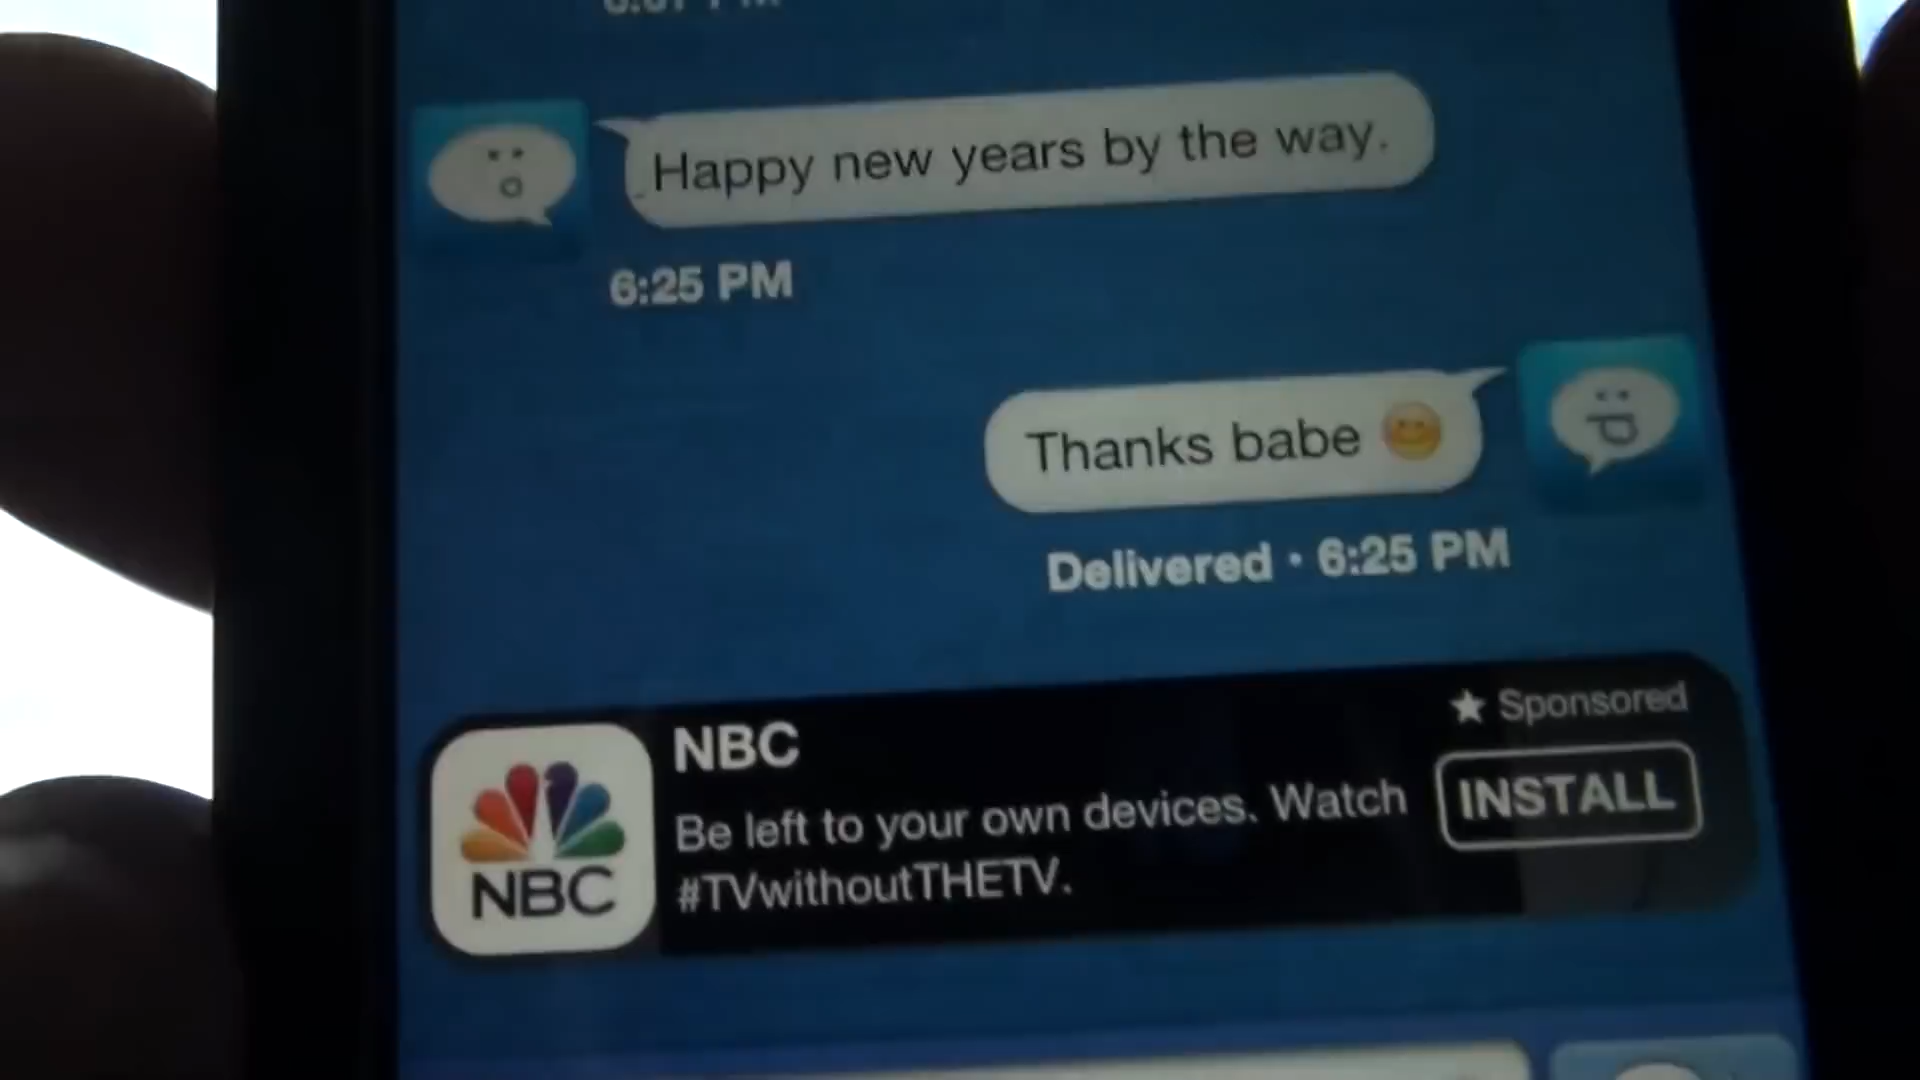 Happy new years by the way.
6:25 PM
Thanks babe 😊
Delivered • 6:25 PM
NBC
★ Sponsored
Be left to your own devices. Watch
#TVwithoutTHETV.
INSTALL
NBC